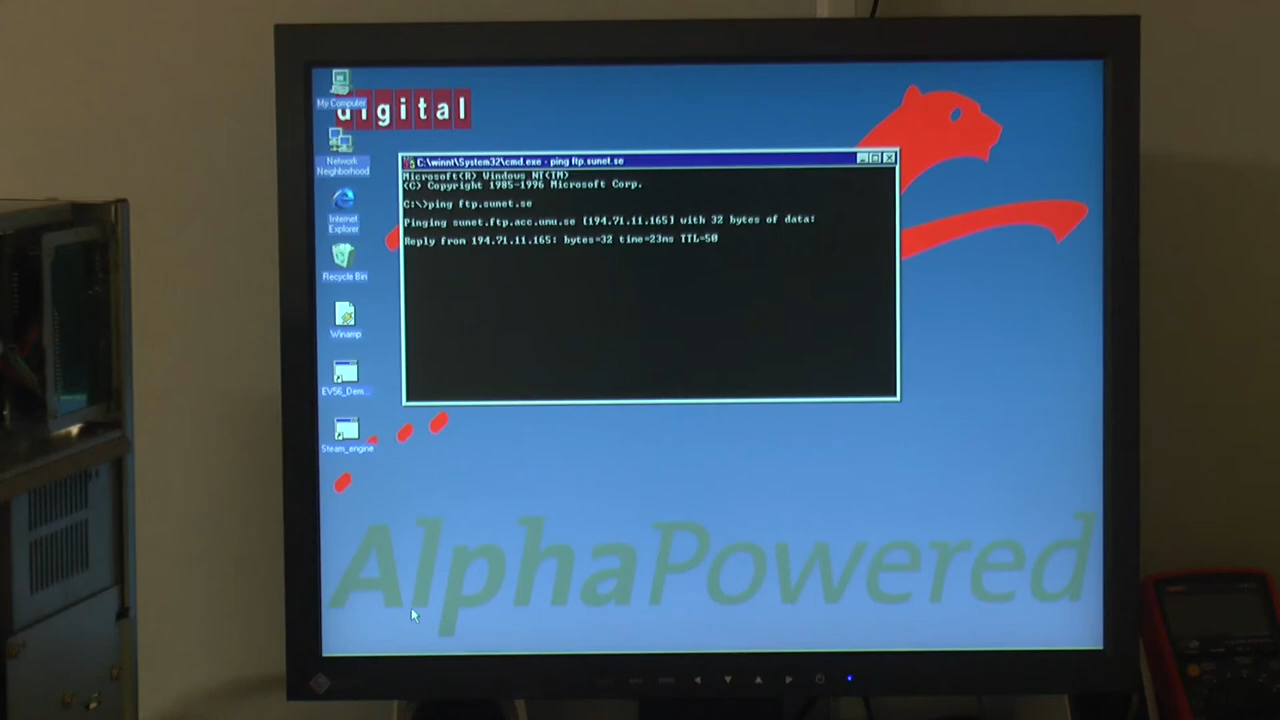 My Computer
digital
Network
Neighborhood
Internet
Explorer
Recycle Bin
Winamp
EV56_Dem...
Steam_engine
C:\winnt\System32\cmd.exe - ping ftp.sunet.se
Microsoft(R) Windows NT(TM)
(C) Copyright 1985-1996 Microsoft Corp.
C:\>ping ftp.sunet.se
Pinging sunet.ftp.acc.umu.se [194.71.11.165] with 32 bytes of data:
Reply from 194.71.11.165: bytes=32 time=23ms TTL=50
AlphaPowered